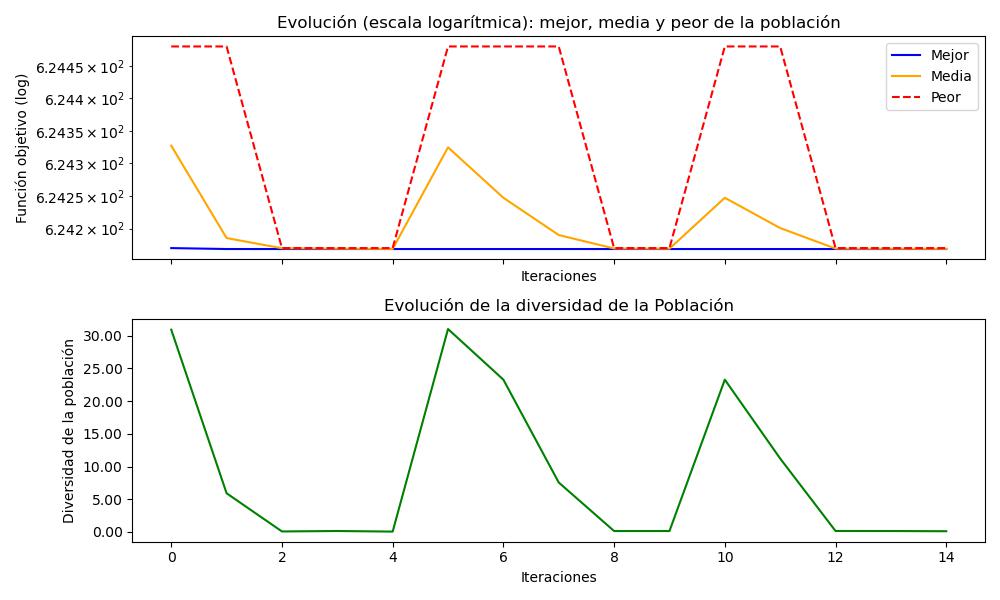 Evolución (escala logarítmica): mejor, media y peor de la población
Función objetivo (log)
6.2445 × 10²
6.244 × 10²
6.2435 × 10²
6.243 × 10²
6.2425 × 10²
6.242 × 10²
Mejor
Media
Peor
Iteraciones
Evolución de la diversidad de la Población
Diversidad de la población
30.00
25.00
20.00
15.00
10.00
5.00
0.00
0 2 4 6 8 10 12 14
Iteraciones